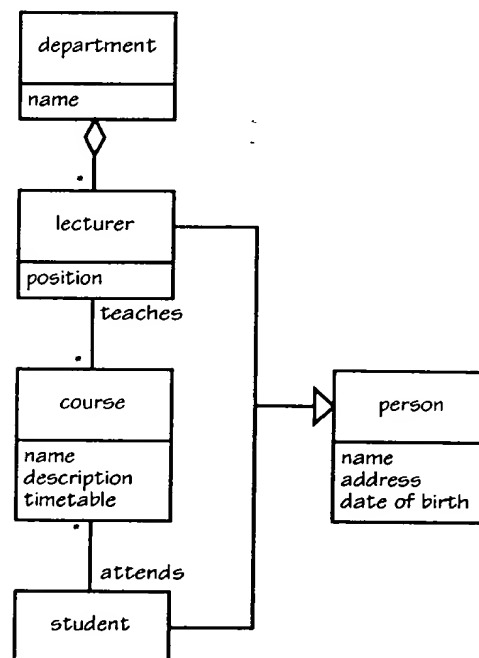 department
name
lecturer
position
teaches
course
name
description
timetable
attends
student
person
name
address
date of birth